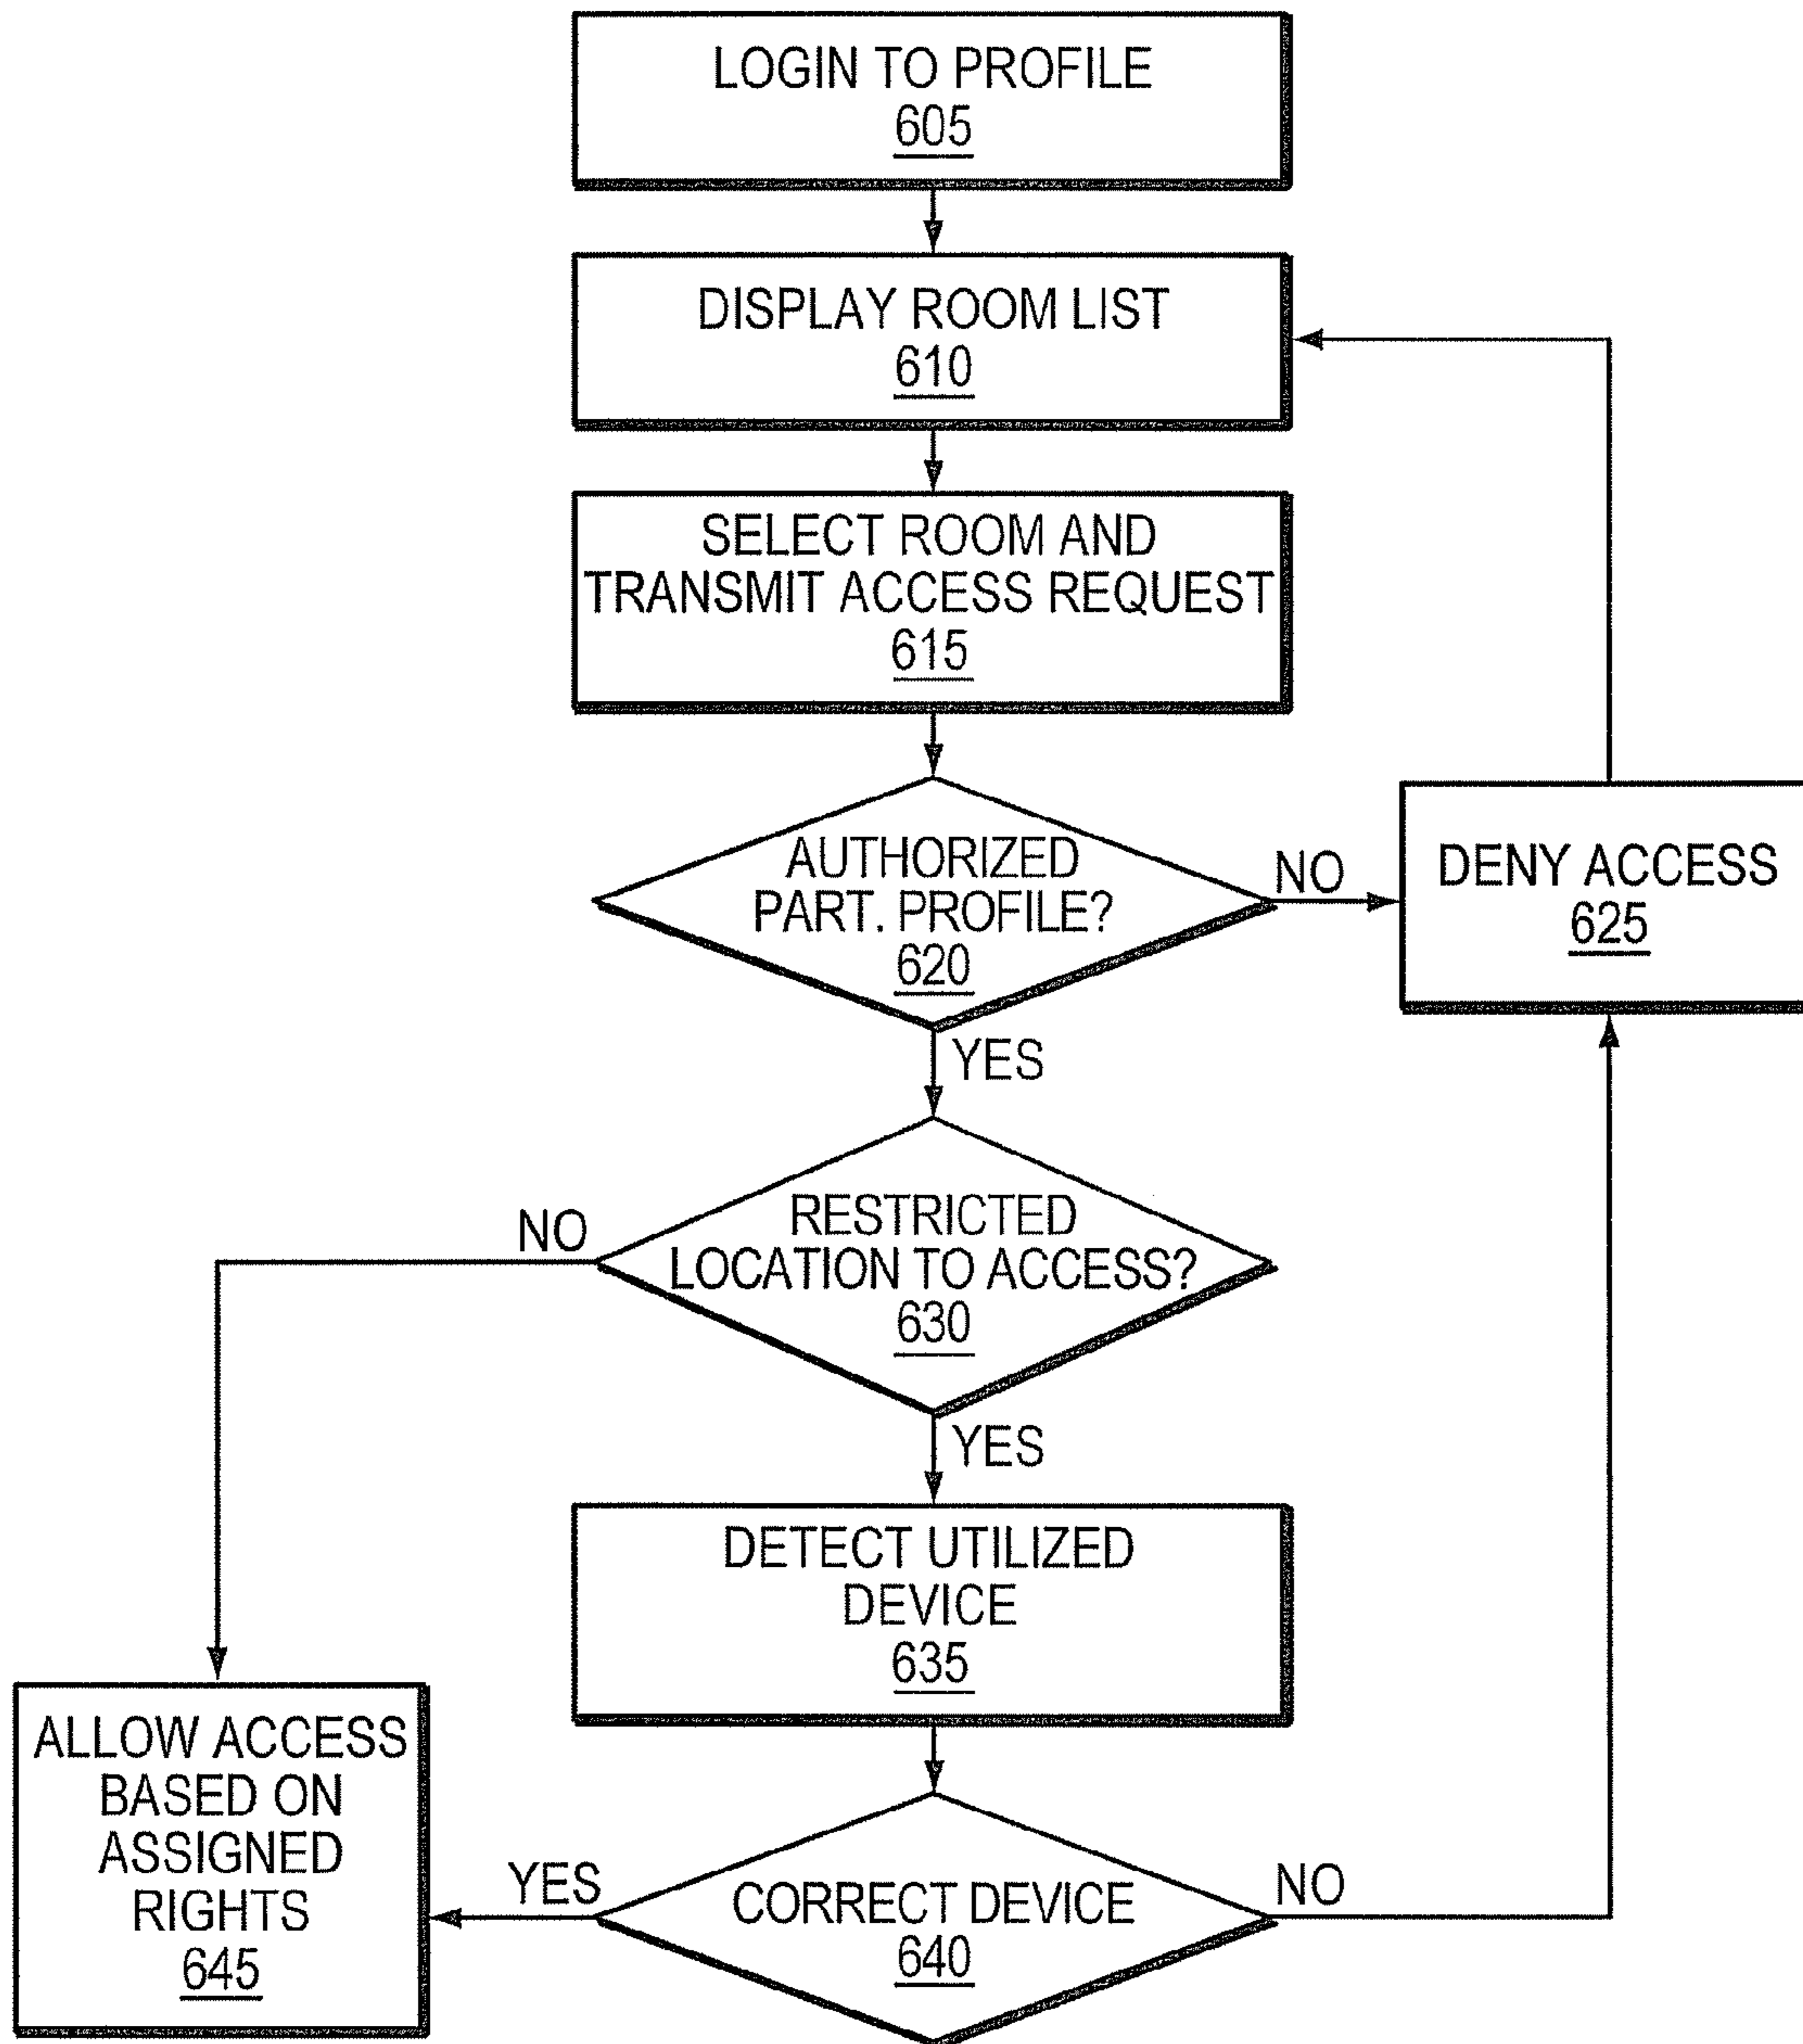 LOGIN TO PROFILE
605
DISPLAY ROOM LIST
610
SELECT ROOM AND
TRANSMIT ACCESS REQUEST
615
AUTHORIZED
PART. PROFILE?
620
NO
DENY ACCESS
625
YES
RESTRICTED
LOCATION TO ACCESS?
630
NO
YES
DETECT UTILIZED
DEVICE
635
ALLOW ACCESS
BASED ON
ASSIGNED
RIGHTS
645
YES
CORRECT DEVICE
640
NO